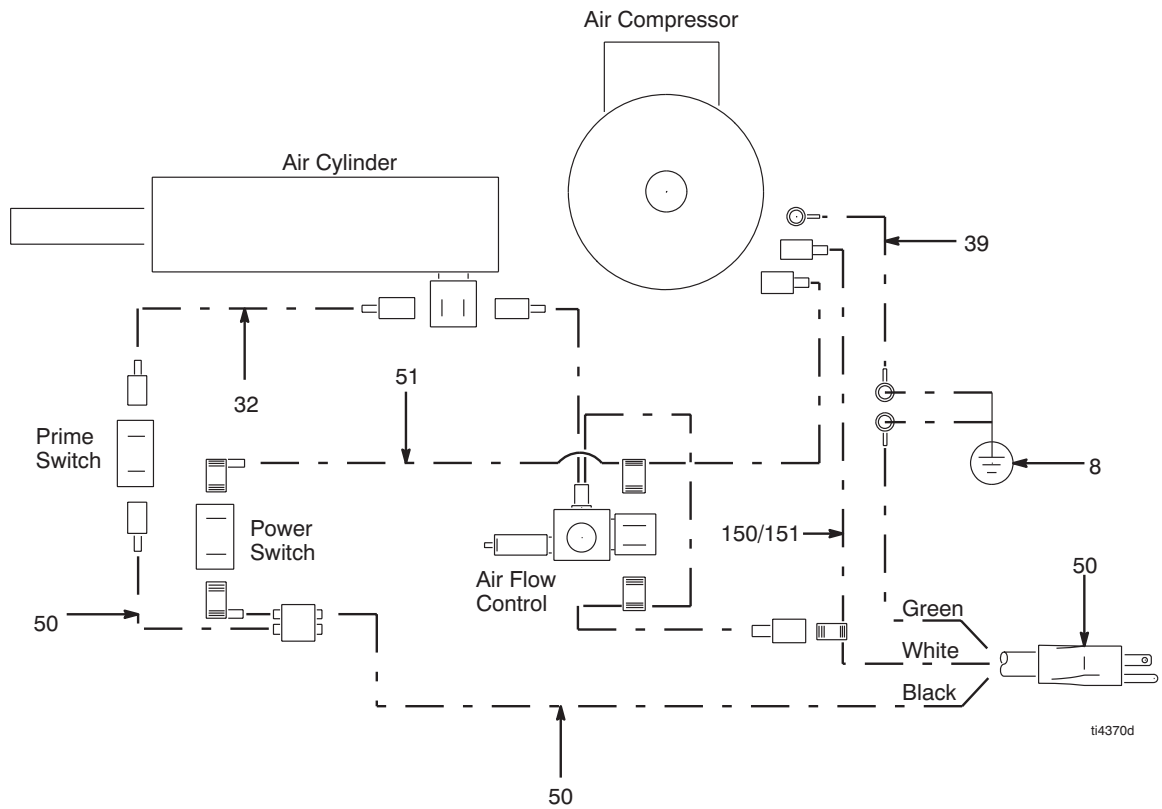 Air Compressor
Air Cylinder
39
32
51
Prime
Switch
8
Power
Switch
150/151
Air Flow
Control
50
50
Green
White
Black
ti4370d
50